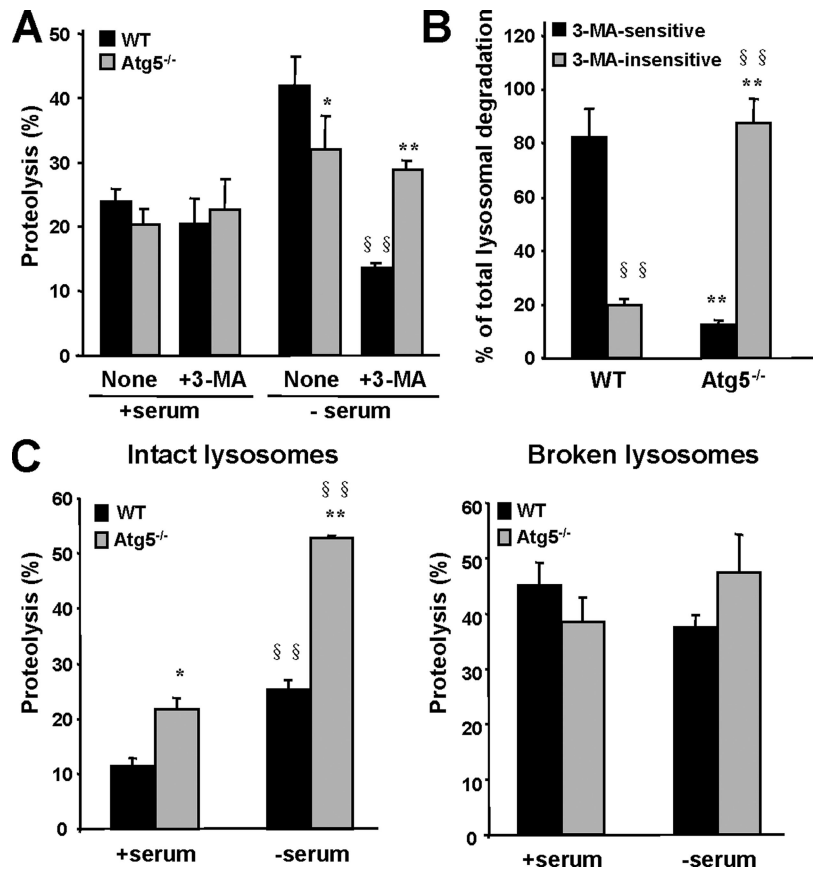 A
WT
Atg5-/-
Proteolysis (%)
50
40
30
20
10
0
*
**
§ §
None +3-MA None +3-MA
+serum - serum
B
3-MA-sensitive
3-MA-insensitive
% of total lysosomal degradation
120
100
80
60
40
20
0
§ §
**
§ §
**
WT Atg5-/-
C
Intact lysosomes
WT
Atg5-/-
Proteolysis (%)
60
50
40
30
20
10
0
*
§ §
§ §
**
+serum -serum
Broken lysosomes
WT
Atg5-/-
Proteolysis (%)
60
50
40
30
20
10
0
+serum -serum